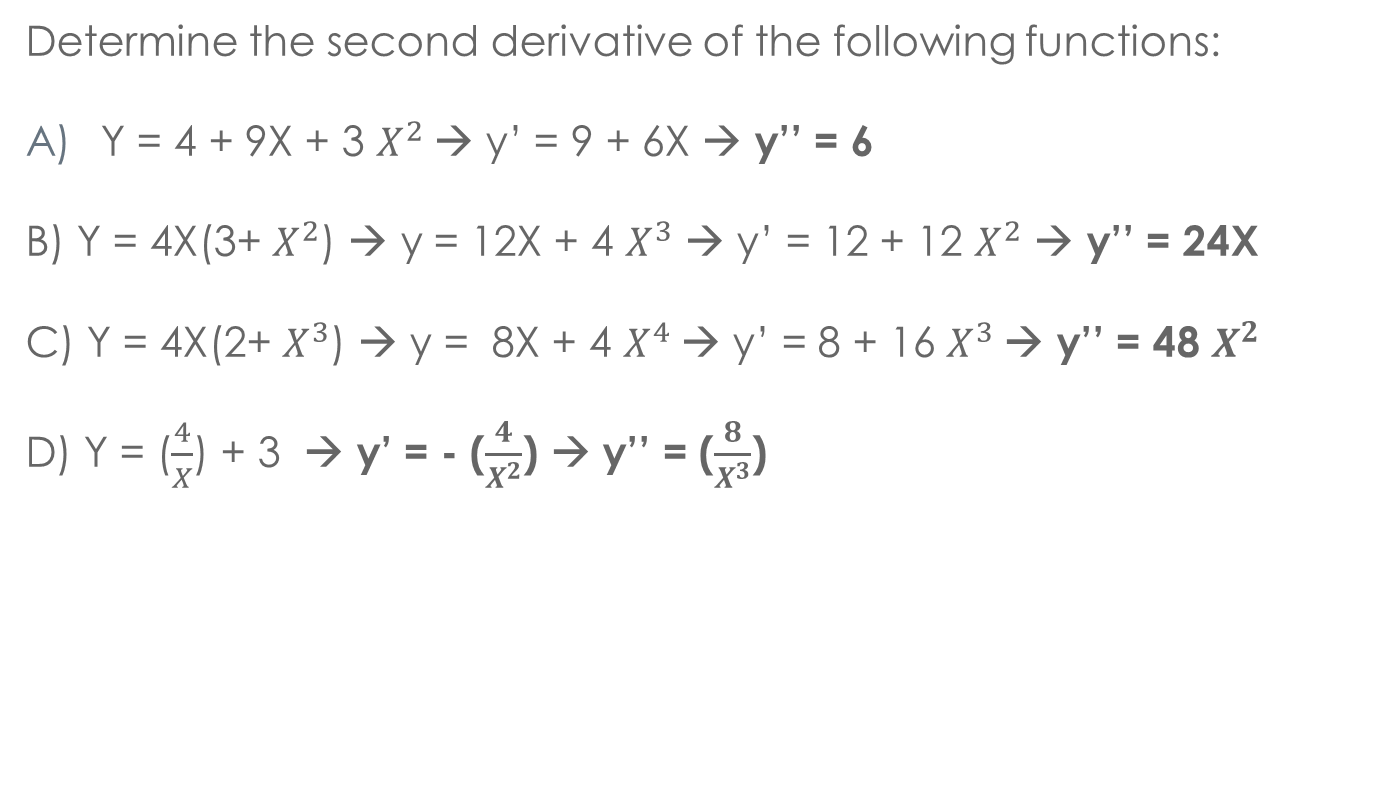 Determine the second derivative of the following functions:
A) Y = 4 + 9X + 3 X² → y’ = 9 + 6X → y’’ = 6
B) Y = 4X(3+ X²) → y = 12X + 4 X³ → y’ = 12 + 12 X² → y’’ = 24X
C) Y = 4X(2+ X³) → y = 8X + 4 X⁴ → y’ = 8 + 16 X³ → y’’ = 48 X²
D) Y = (4/X) + 3 → y’ = - (4/X²) → y’’ = (8/X³)